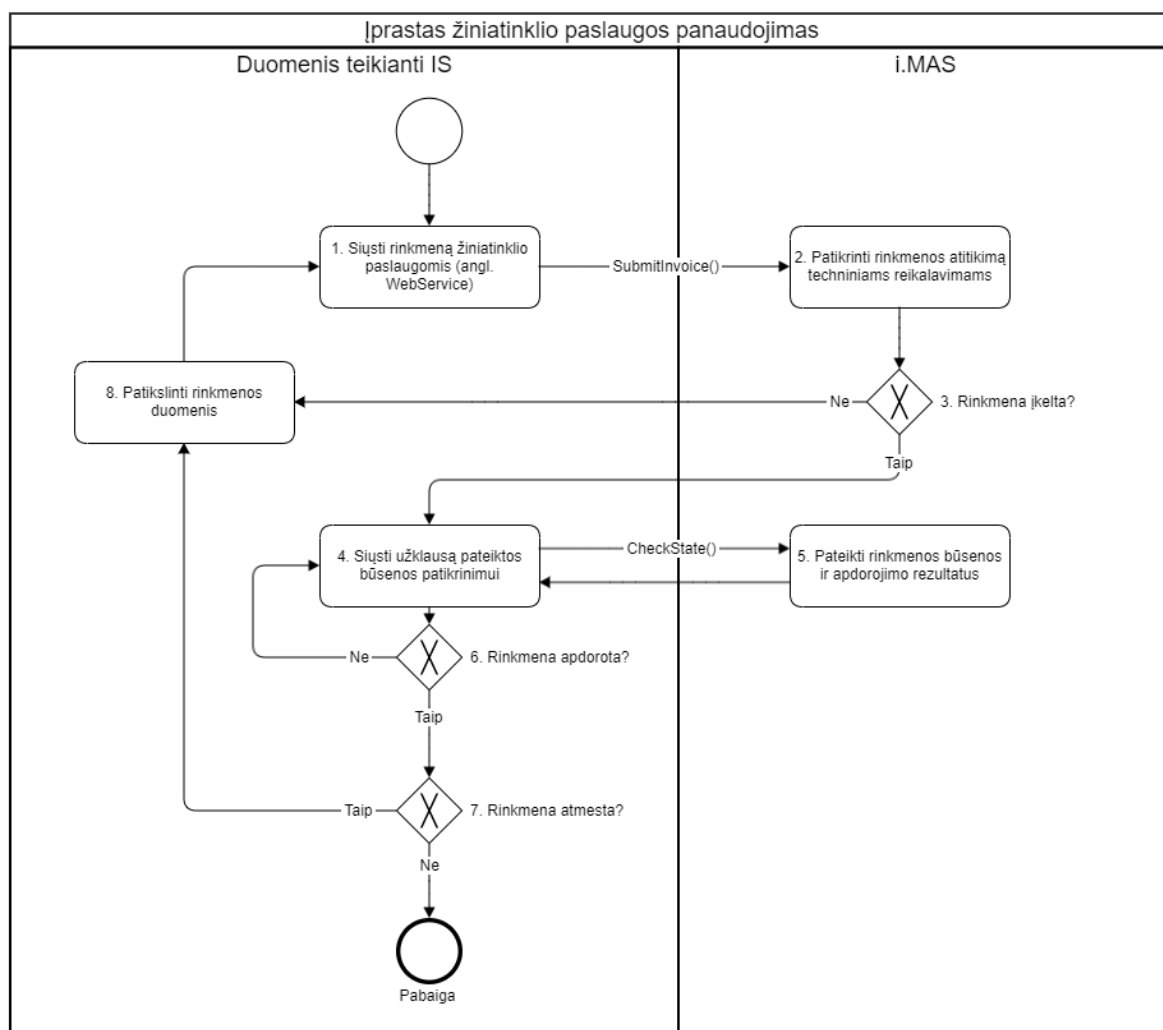 Įprastas žiniatinklio paslaugos panaudojimas
Duomenis teikianti IS
i.MAS
1. Siųsti rinkmeną žiniatinklio
paslaugomis (angl.
WebService)
SubmitInvoice()
2. Patikrinti rinkmenos atitikimą
techniniams reikalavimams
8. Patikslinti rinkmenos
duomenis
Ne
3. Rinkmena įkelta?
Taip
4. Siųsti užklausą pateiktos
būsenos patikrinimui
CheckState()
5. Pateikti rinkmenos būsenos
ir apdorojimo rezultatus
Ne
6. Rinkmena apdorota?
Taip
Taip
7. Rinkmena atmesta?
Ne
Pabaiga